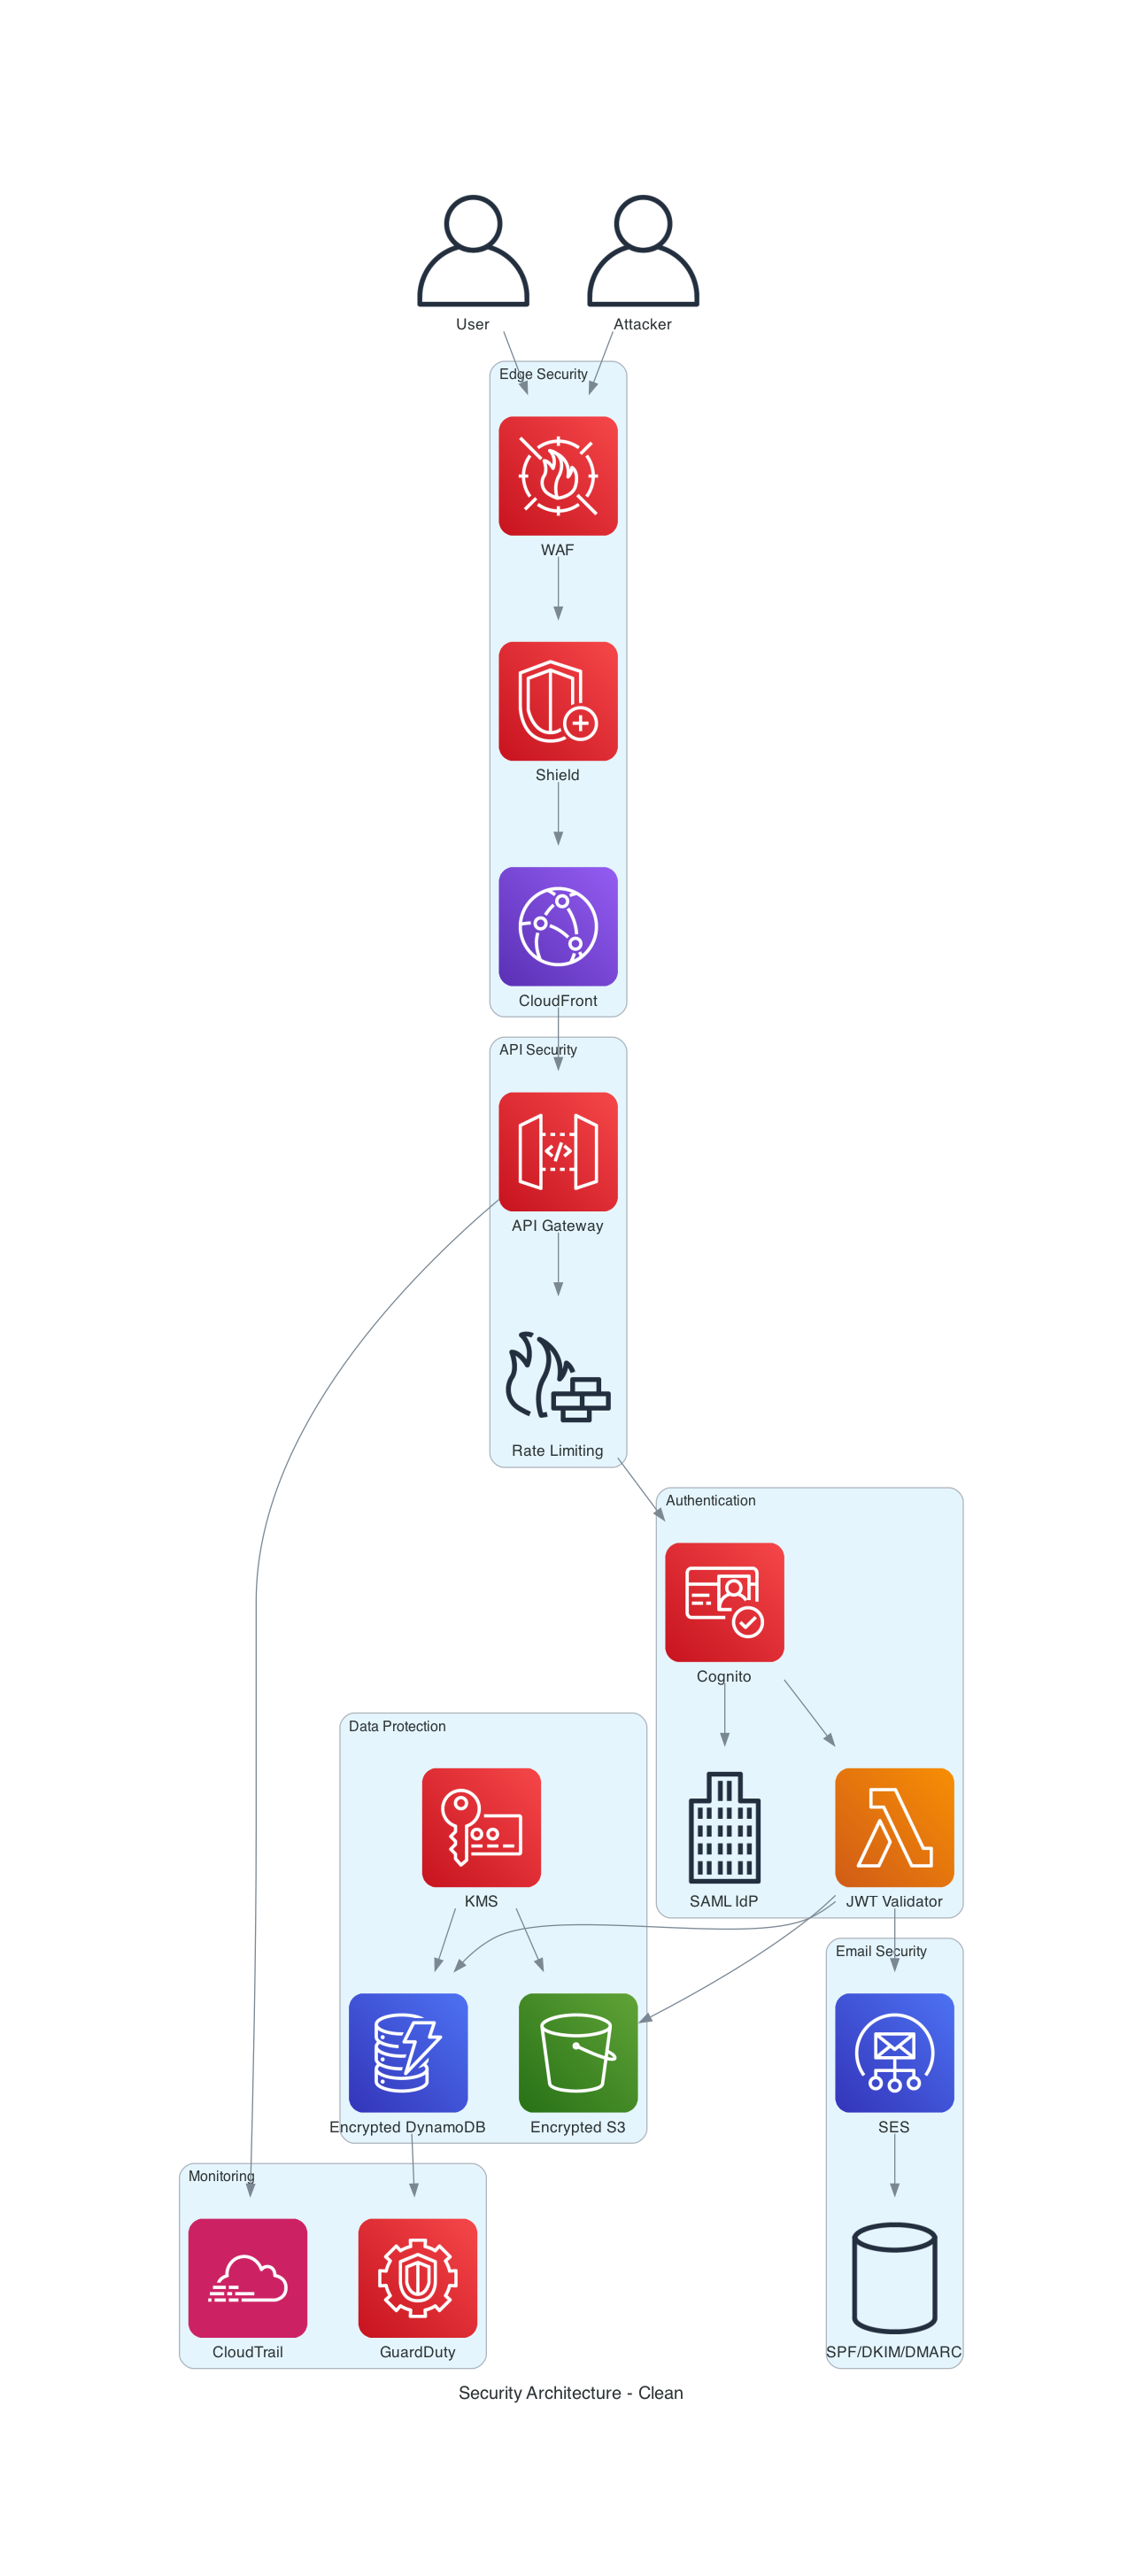 User
Attacker
Edge Security
WAF
Shield
CloudFront
API Security
API Gateway
Rate Limiting
Authentication
Cognito
Data Protection
KMS
SAML IdP
JWT Validator
Email Security
Encrypted DynamoDB
Encrypted S3
SES
Monitoring
CloudTrail
GuardDuty
SPF/DKIM/DMARC
Security Architecture - Clean